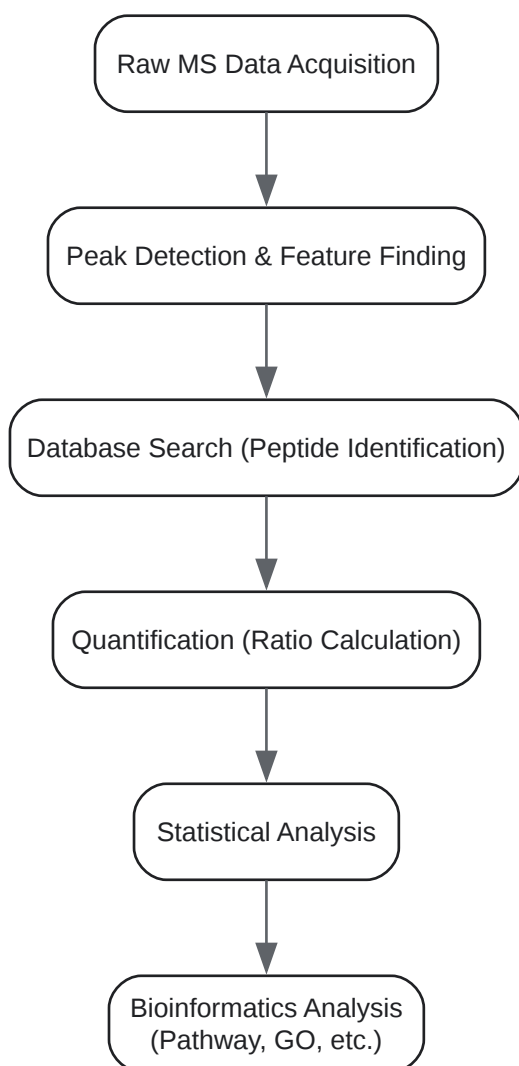 Raw MS Data Acquisition
Peak Detection & Feature Finding
Database Search (Peptide Identification)
Quantification (Ratio Calculation)
Statistical Analysis
Bioinformatics Analysis
(Pathway, GO, etc.)